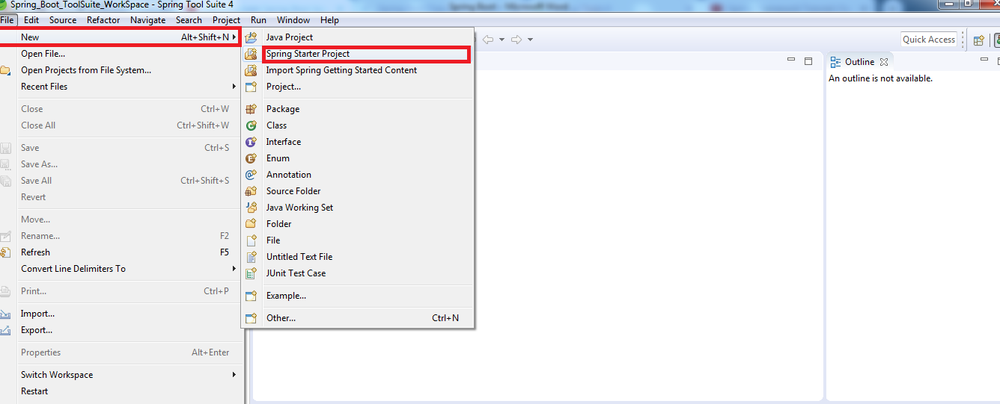 Spring_Boot_ToolSuite_WorkSpace - Spring Tool Suite 4
File Edit Source Refactor Navigate Search Project Run Window Help
New Alt+Shift+N
Open File...
Open Projects from File System...
Recent Files
Close Ctrl+W
Close All Ctrl+Shift+W
Save Ctrl+S
Save As...
Save All Ctrl+Shift+S
Revert
Move...
Rename... F2
Refresh F5
Convert Line Delimiters To
Print... Ctrl+P
Import...
Export...
Properties Alt+Enter
Switch Workspace
Restart
Java Project
Spring Starter Project
Import Spring Getting Started Content
Project...
Package
Class
Interface
Enum
Annotation
Source Folder
Java Working Set
Folder
File
Untitled Text File
JUnit Test Case
Example...
Other... Ctrl+N
Quick Access
Outline
An outline is not available.